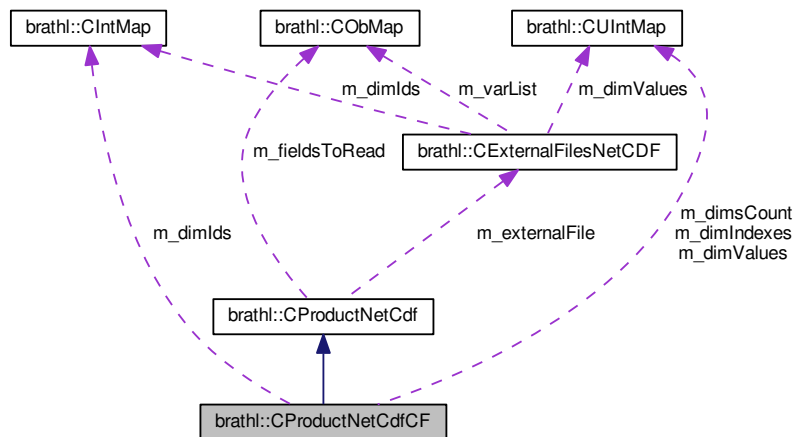 brathl::CIntMap
brathl::CObMap
brathl::CUIntMap
m_dimIds
m_varList
m_dimValues
brathl::CExternalFilesNetCDF
m_fieldsToRead
m_dimsCount
m_dimIndexes
m_dimValues
m_dimIds
m_externalFile
brathl::CProductNetCdf
brathl::CProductNetCdfCF